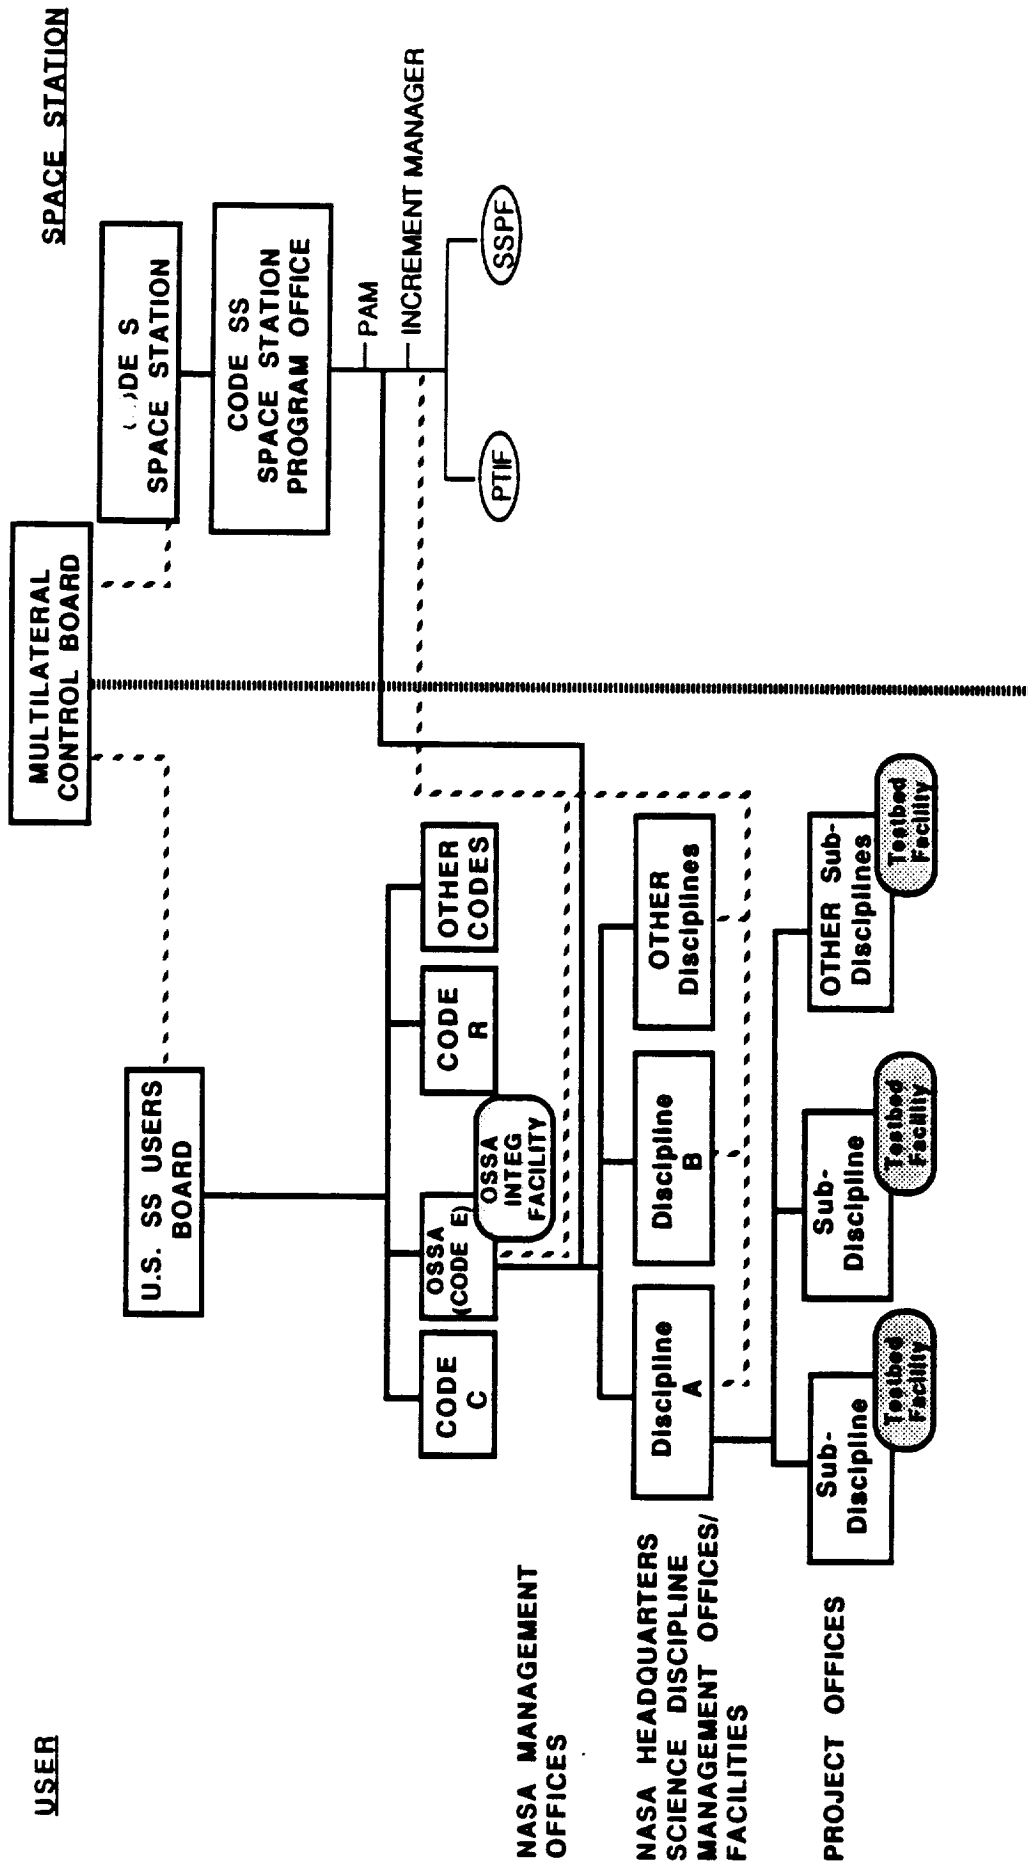 USER
SPACE STATION
MULTILATERAL
CONTROL BOARD
U.S. SS USERS
BOARD
SPACE STATION
CODE SS
SPACE STATION
PROGRAM OFFICE
PAM
INCREMENT MANAGER
PTIF
SSPF
NASA MANAGEMENT
OFFICES
CODE
C
OSSA
(CODE E)
OSSA
INTEG
FACILITY
CODE
R
OTHER
CODES
NASA HEADQUARTERS
SCIENCE DISCIPLINE
MANAGEMENT OFFICES/
FACILITIES
Discipline
A
Discipline
B
OTHER
Disciplines
PROJECT OFFICES
Sub-
Discipline
Testbed
Facility
Sub-
Discipline
Testbed
Facility
OTHER Sub-
Disciplines
Testbed
Facility